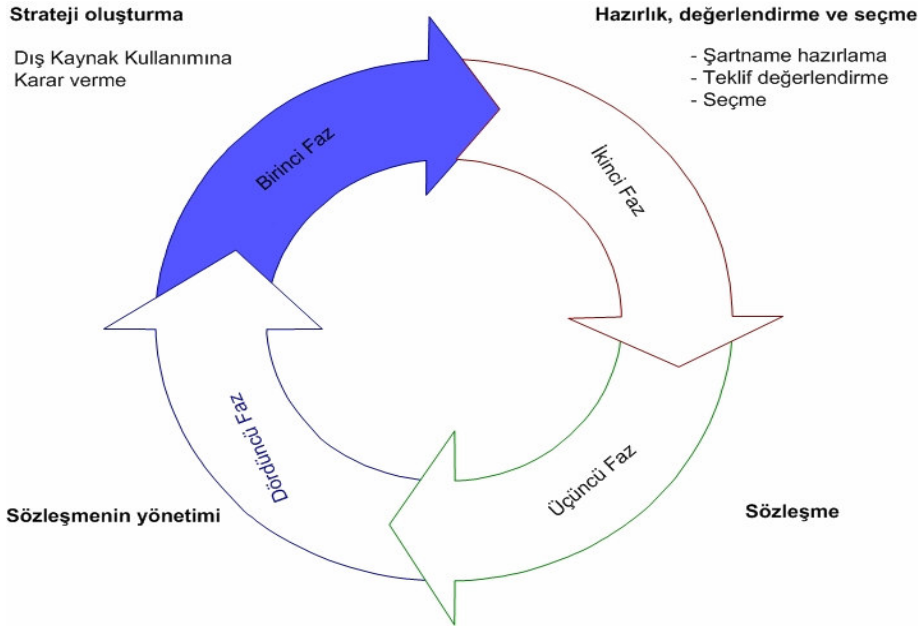 Strateji oluşturma
Dış Kaynak Kullanımına
Karar verme
Hazırlık, değerlendirme ve seçme
- Şartname hazırlama
- Teklif değerlendirme
- Seçme
Birinci Faz
İkinci Faz
Üçüncü Faz
Dördüncü Faz
Sözleşmenin yönetimi
Sözleşme